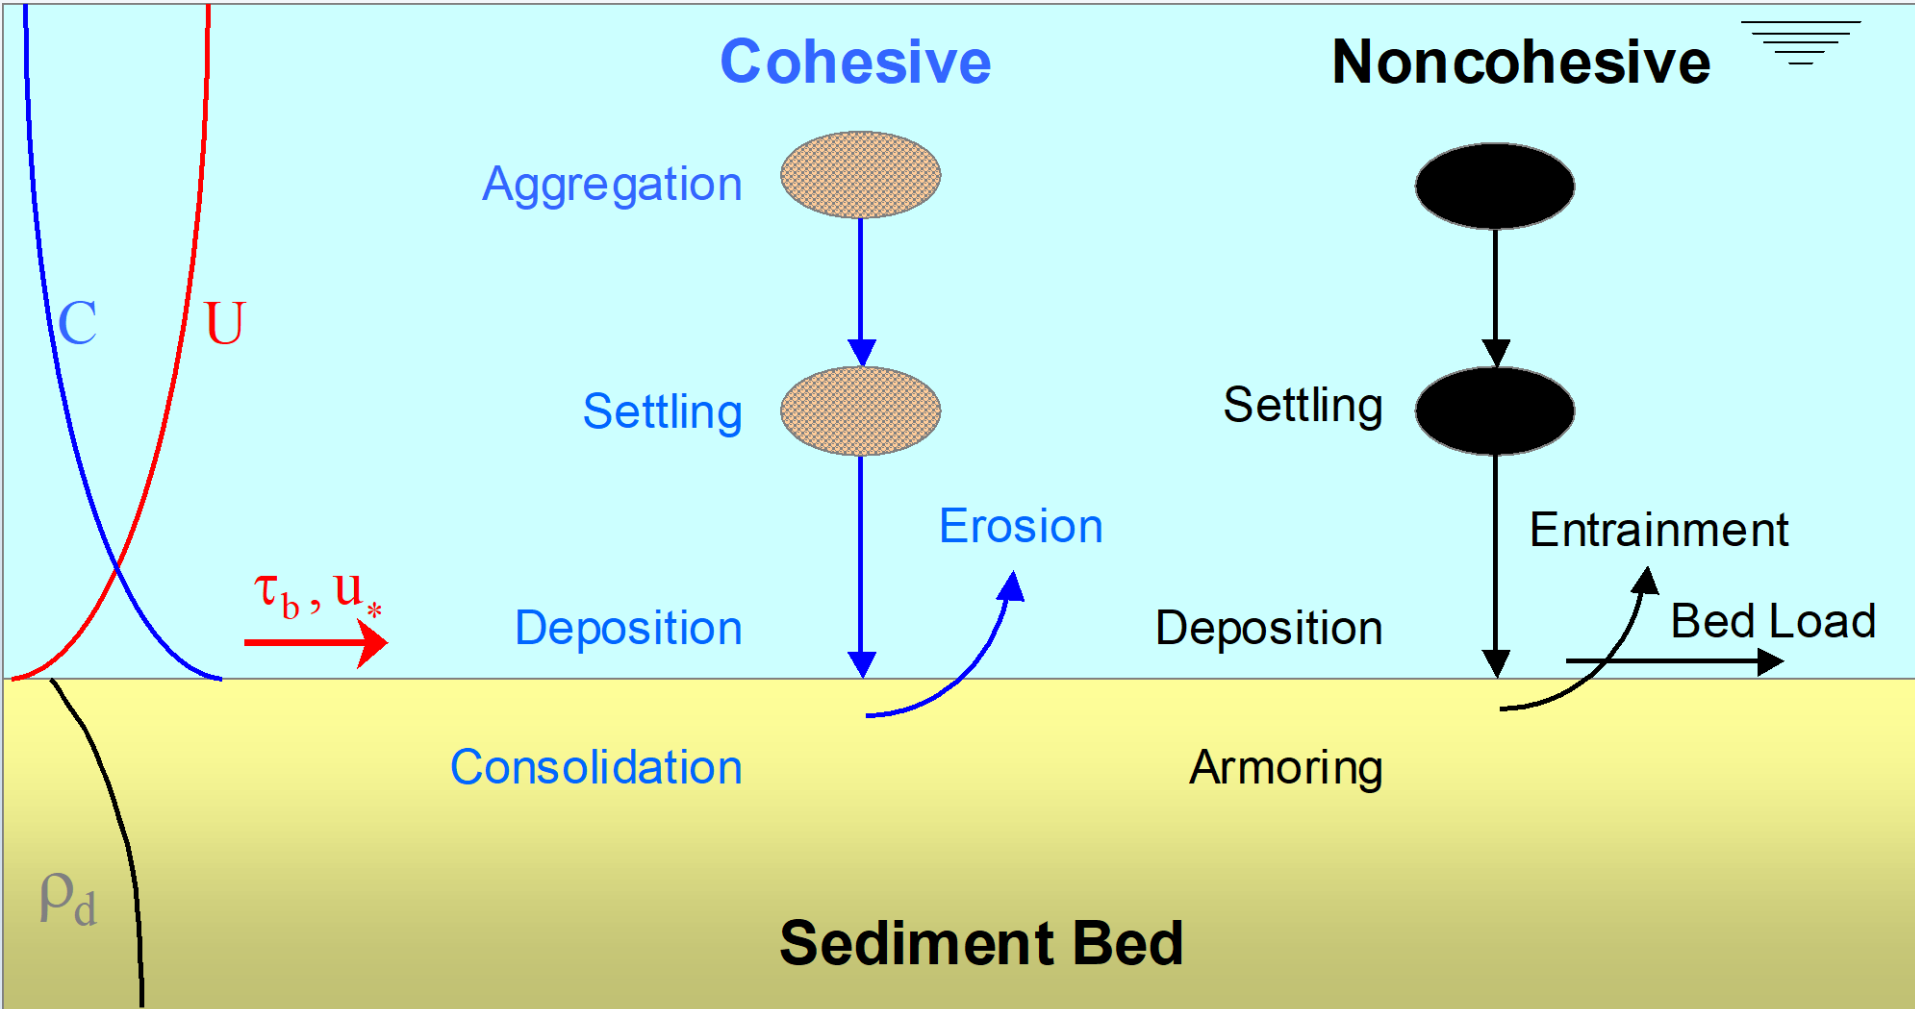 Cohesive
Noncohesive
Aggregation
C
U
Settling
Settling
Erosion
Entrainment
τb, u*
Deposition
Deposition
Bed Load
Consolidation
Armoring
ρd
Sediment Bed